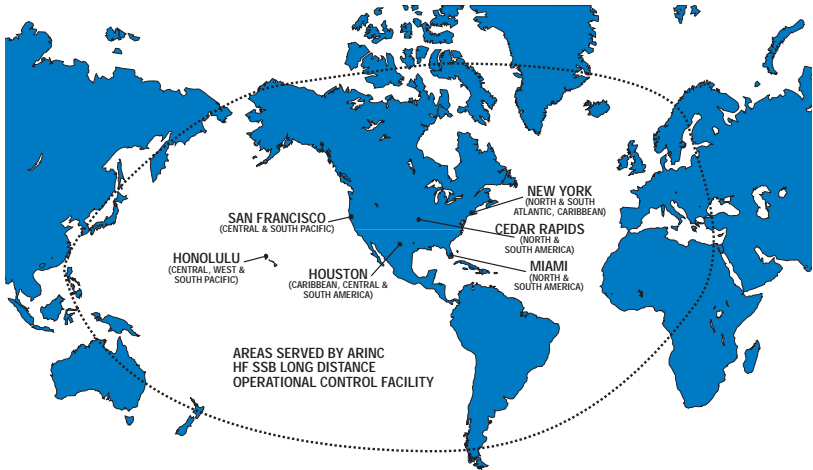 NEW YORK
(NORTH & SOUTH
ATLANTIC, CARIBBEAN)
SAN FRANCISCO
(CENTRAL & SOUTH PACIFIC)
CEDAR RAPIDS
(NORTH &
SOUTH AMERICA)
HONOLULU
(CENTRAL, WEST &
SOUTH PACIFIC)
HOUSTON
(CARIBBEAN, CENTRAL &
SOUTH AMERICA)
MIAMI
(NORTH &
SOUTH AMERICA)
AREAS SERVED BY ARINC
HF SSB LONG DISTANCE
OPERATIONAL CONTROL FACILITY